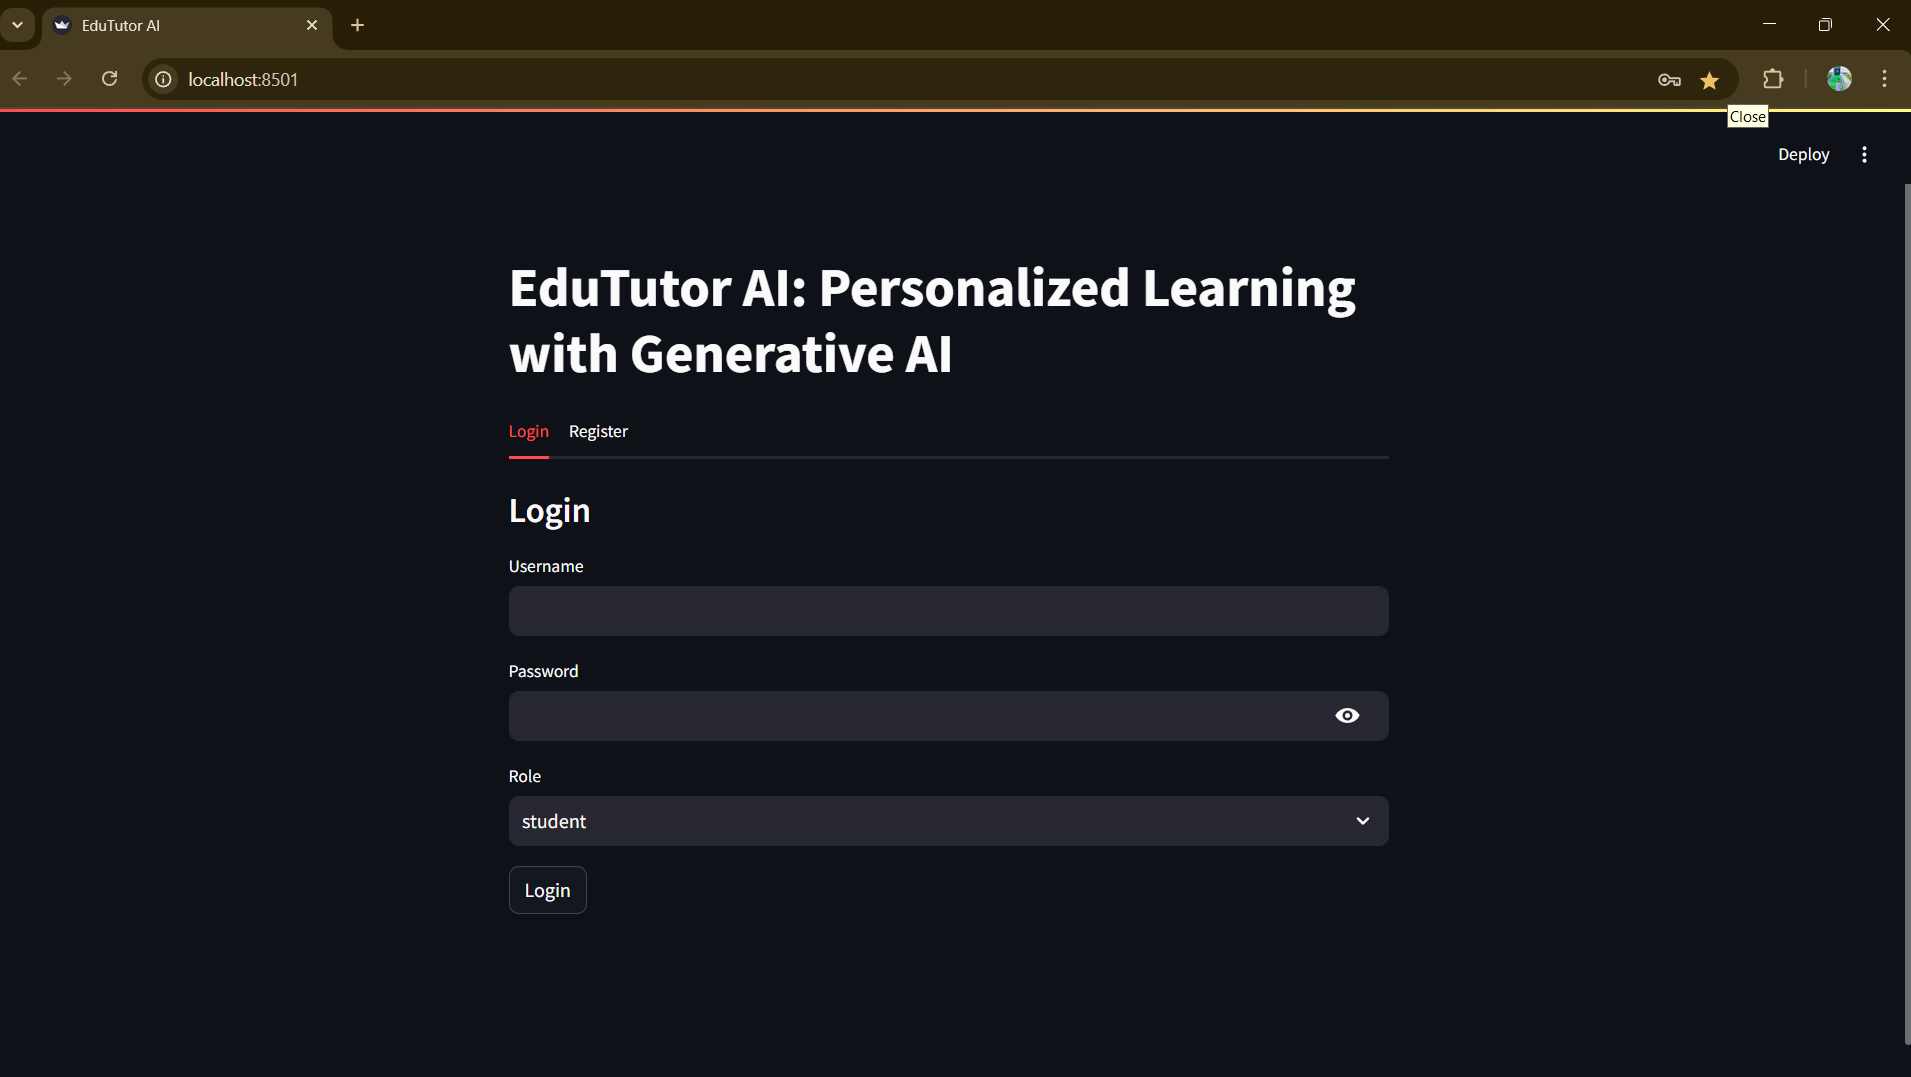 EduTutor AI
localhost:8501
Close
Deploy
EduTutor AI: Personalized Learning
with Generative AI
Login Register
Login
Username
Password
Role
student
Login